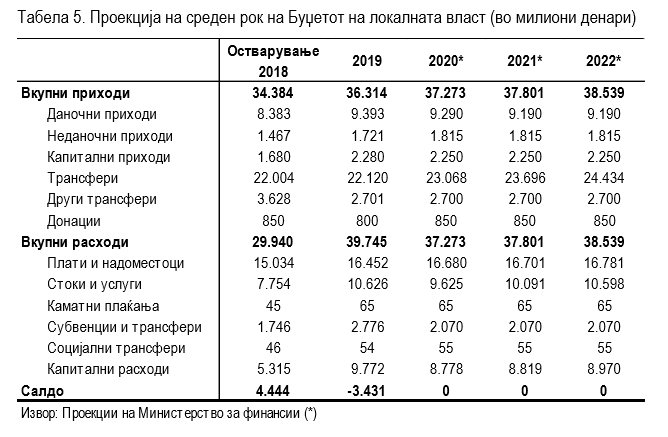 Табела 5. Проекција на среден рок на Буџетот на локалната власт (во милиони денари)
Остварување 2018 2019 2020* 2021* 2022*
Вкупни приходи 34.384 36.314 37.273 37.801 38.539
Даночни приходи 8.383 9.393 9.290 9.190 9.190
Неданочни приходи 1.467 1.721 1.815 1.815 1.815
Капитални приходи 1.680 2.280 2.250 2.250 2.250
Трансфери 22.004 22.120 23.068 23.696 24.434
Други трансфери 3.628 2.701 2.700 2.700 2.700
Донации 850 800 850 850 850
Вкупни расходи 29.940 39.745 37.273 37.801 38.539
Плати и надоместоци 15.034 16.452 16.680 16.701 16.781
Стоки и услуги 7.754 10.626 9.625 10.091 10.598
Каматни плаќања 45 65 65 65 65
Субвенции и трансфери 1.746 2.776 2.070 2.070 2.070
Социјални трансфери 46 54 55 55 55
Капитални расходи 5.315 9.772 8.778 8.819 8.970
Салдо 4.444 -3.431 0 0 0
Извор: Проекции на Министерство за финансии (*)